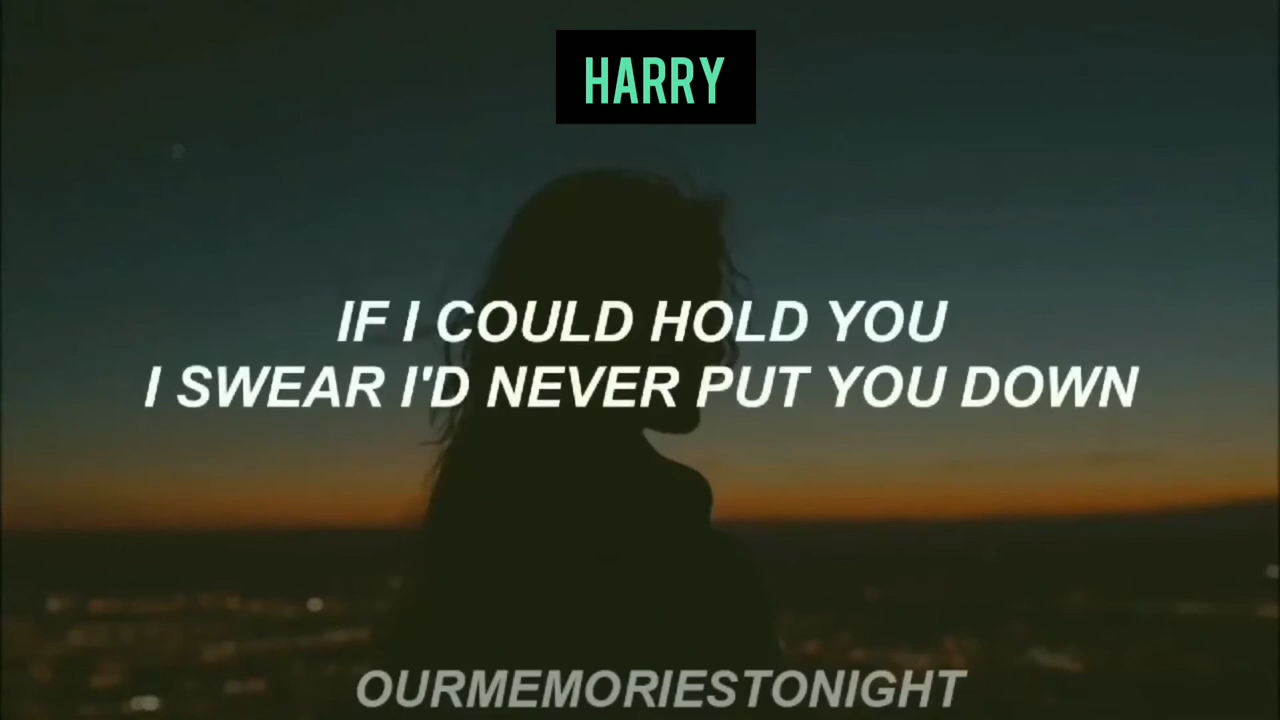 HARRY
IF I COULD HOLD YOU
I SWEAR I'D NEVER PUT YOU DOWN
OURMEMORIESTONIGHT